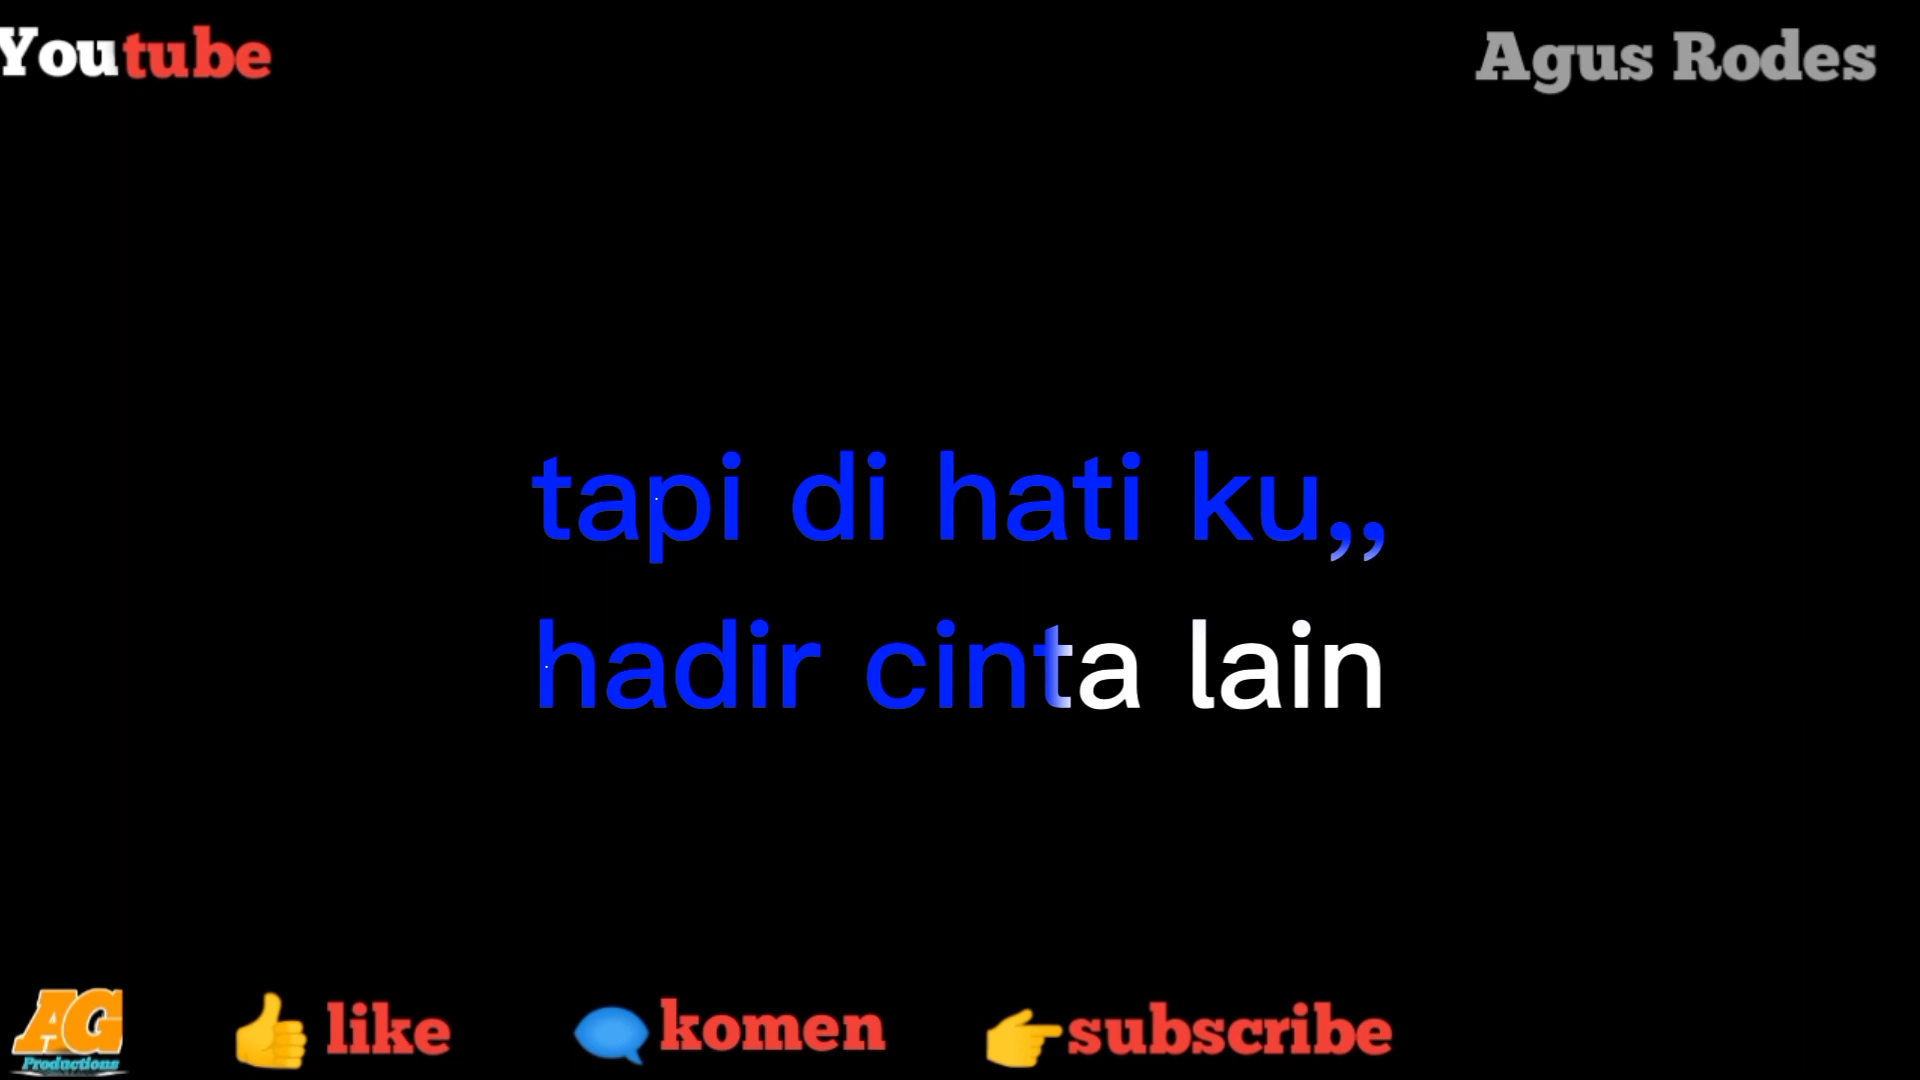 Youtube
Agus Rodes
tapi di hati ku,,
hadir cinta lain
AG
Productions
like
komen
subscribe